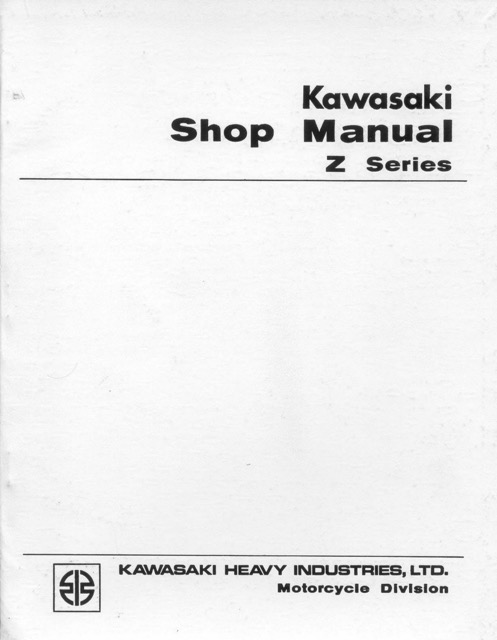 Kawasaki
Shop Manual
Z Series
KAWASAKI HEAVY INDUSTRIES, LTD.
Motorcycle Division